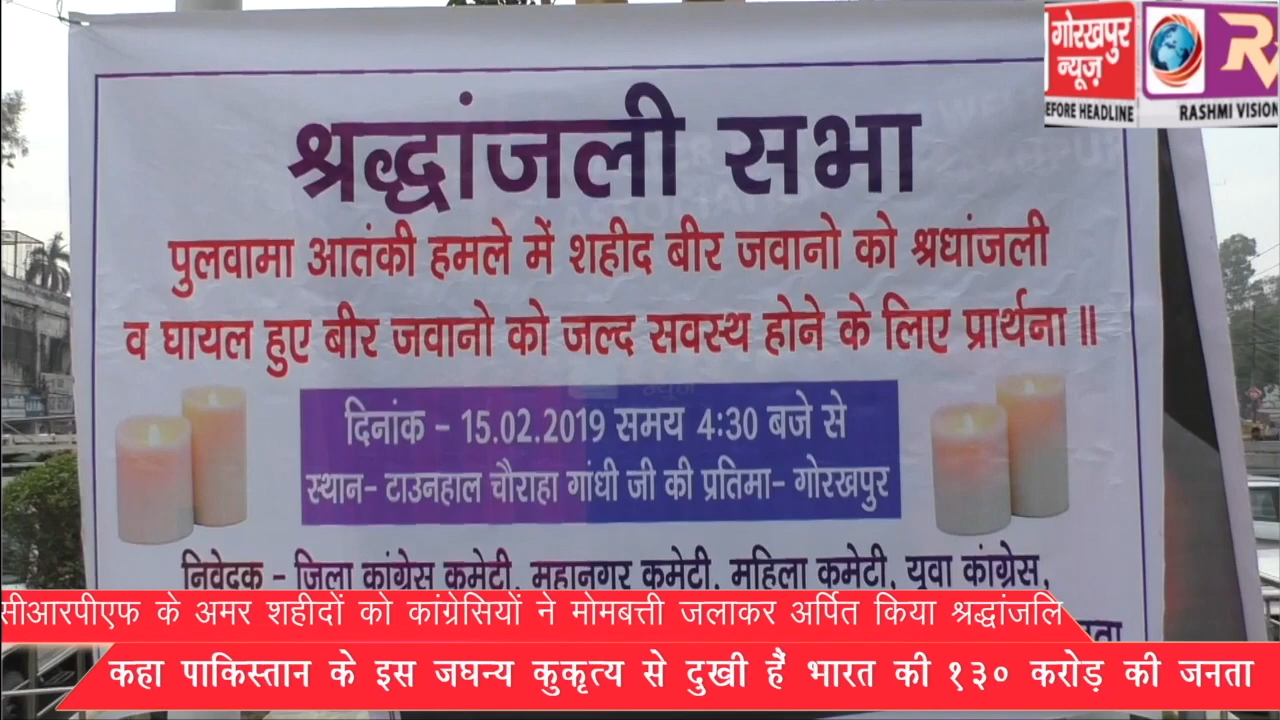 गोरखपुर
न्यूज़
EFORE HEADLINE
RASHMI VISION
श्रद्धांजली सभा
पुलवामा आतंकी हमले में शहीद बीर जवानो को श्रधांजली
व घायल हुए बीर जवानो को जल्द सवस्थ होने के लिए प्रार्थना॥
दिनांक - 15.02.2019 समय 4:30 बजे से
स्थान- टाउनहाल चौराहा गांधी जी की प्रतिमा- गोरखपुर
निवेदक - जिला कांग्रेस कमेटी, महानगर कमेटी, महिला कमेटी, युवा कांग्रेस,
सीआरपीएफ के अमर शहीदों को कांग्रेसियों ने मोमबत्ती जलाकर अर्पित किया श्रद्धांजलि
कहा पाकिस्तान के इस जघन्य कुकृत्य से दुखी हैं भारत की १३० करोड़ की जनता